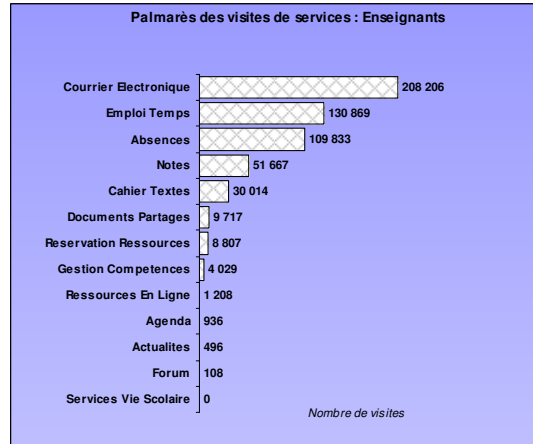 Palmarès des visites de services : Enseignants
Courrier Electronique 208 206
Emploi Temps 130 869
Absences 109 833
Notes 51 667
Cahier Textes 30 014
Documents Partages 9 717
Reservation Ressources 8 807
Gestion Competences 4 029
Ressources En Ligne 1 208
Agenda 936
Actualites 496
Forum 108
Services Vie Scolaire 0
Nombre de visites